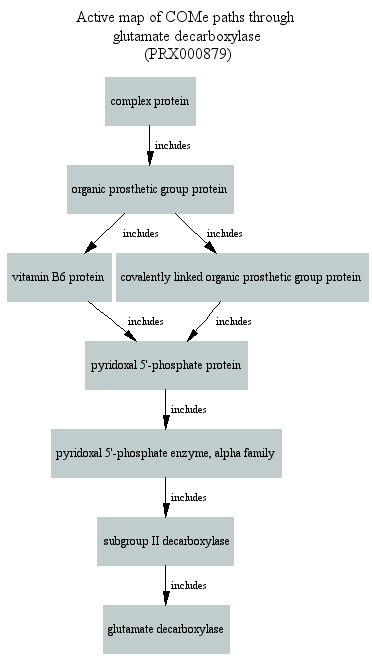 Active map of COMe paths through
glutamate decarboxylase
(PRX000879)
complex protein
includes
organic prosthetic group protein
includes
includes
vitamin B6 protein
covalently linked organic prosthetic group protein
includes
includes
pyridoxal 5'-phosphate protein
includes
pyridoxal 5'-phosphate enzyme, alpha family
includes
subgroup II decarboxylase
includes
glutamate decarboxylase